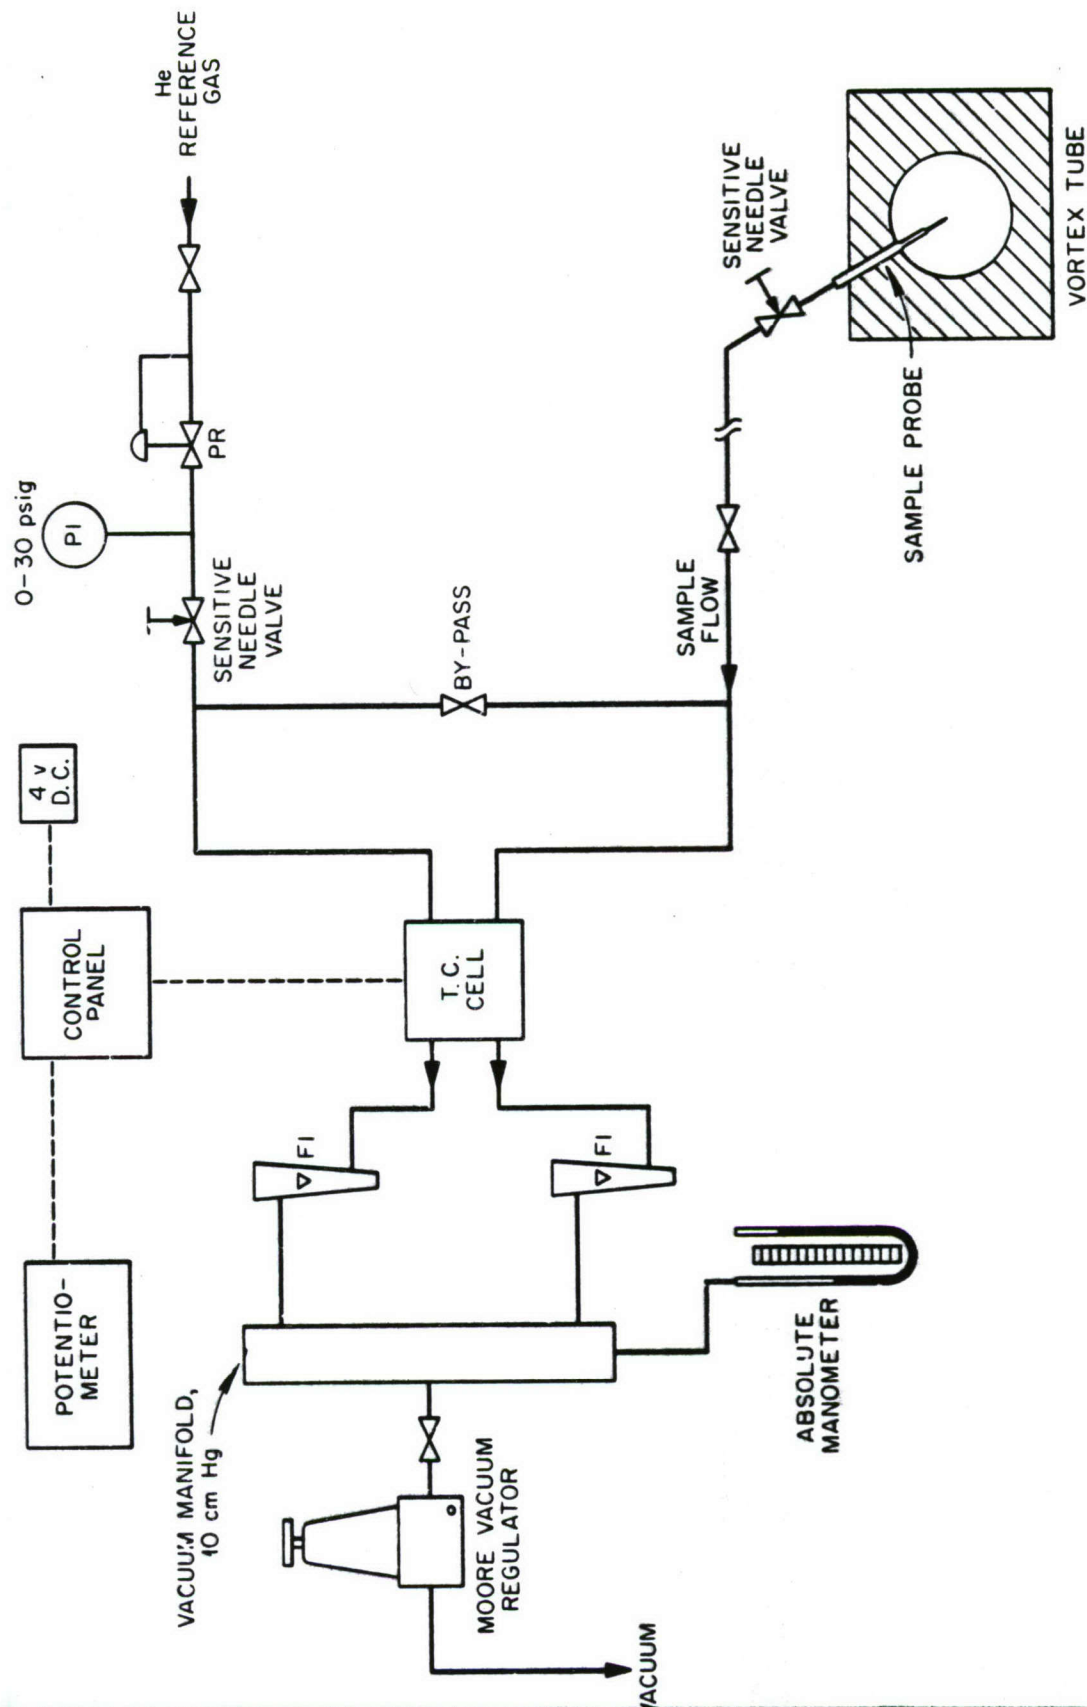 POTENTIO-
METER
CONTROL
PANEL
4 v
D.C.
0-30 psig
PI
He
REFERENCE
GAS
PR
SENSITIVE
NEEDLE
VALVE
VACUUM MANIFOLD,
10 cm Hg
FI
FI
T.C.
CELL
BY-PASS
MOORE VACUUM
REGULATOR
VACUUM
ABSOLUTE
MANOMETER
SAMPLE
FLOW
SENSITIVE
NEEDLE
VALVE
SAMPLE PROBE
VORTEX TUBE